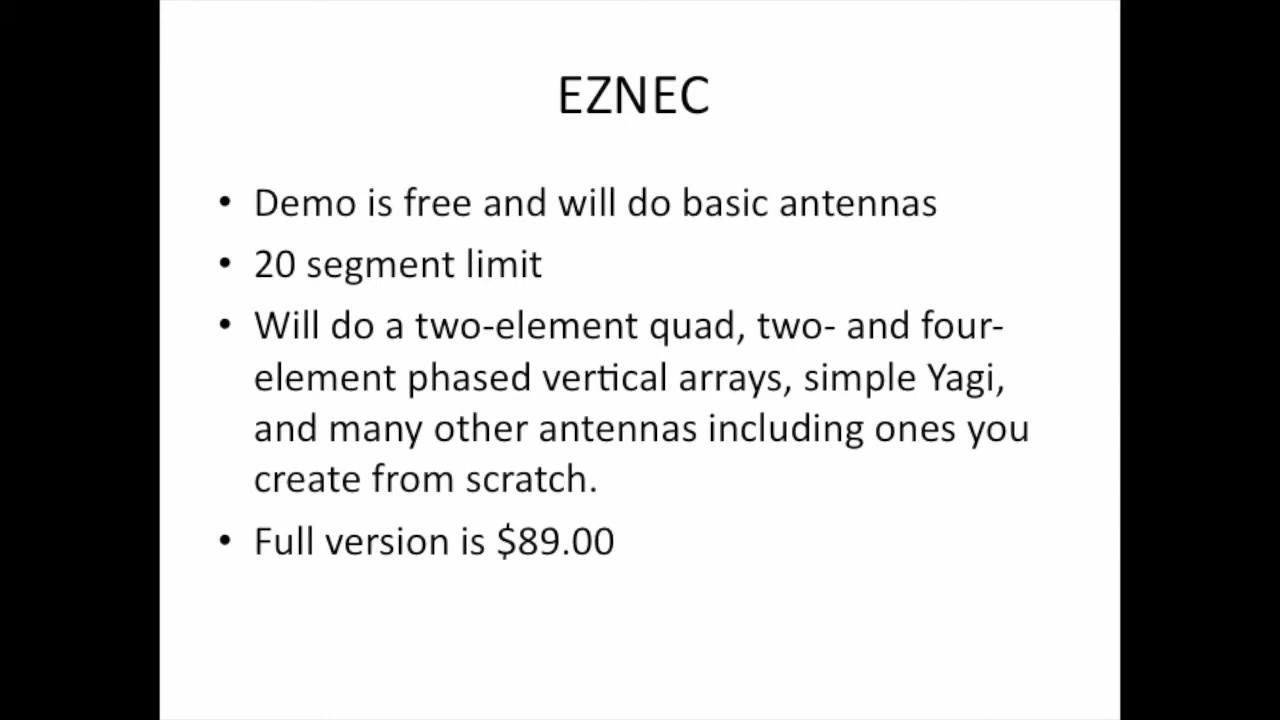 EZNEC
• Demo is free and will do basic antennas
• 20 segment limit
• Will do a two-element quad, two- and four-
element phased vertical arrays, simple Yagi,
and many other antennas including ones you
create from scratch.
• Full version is $89.00